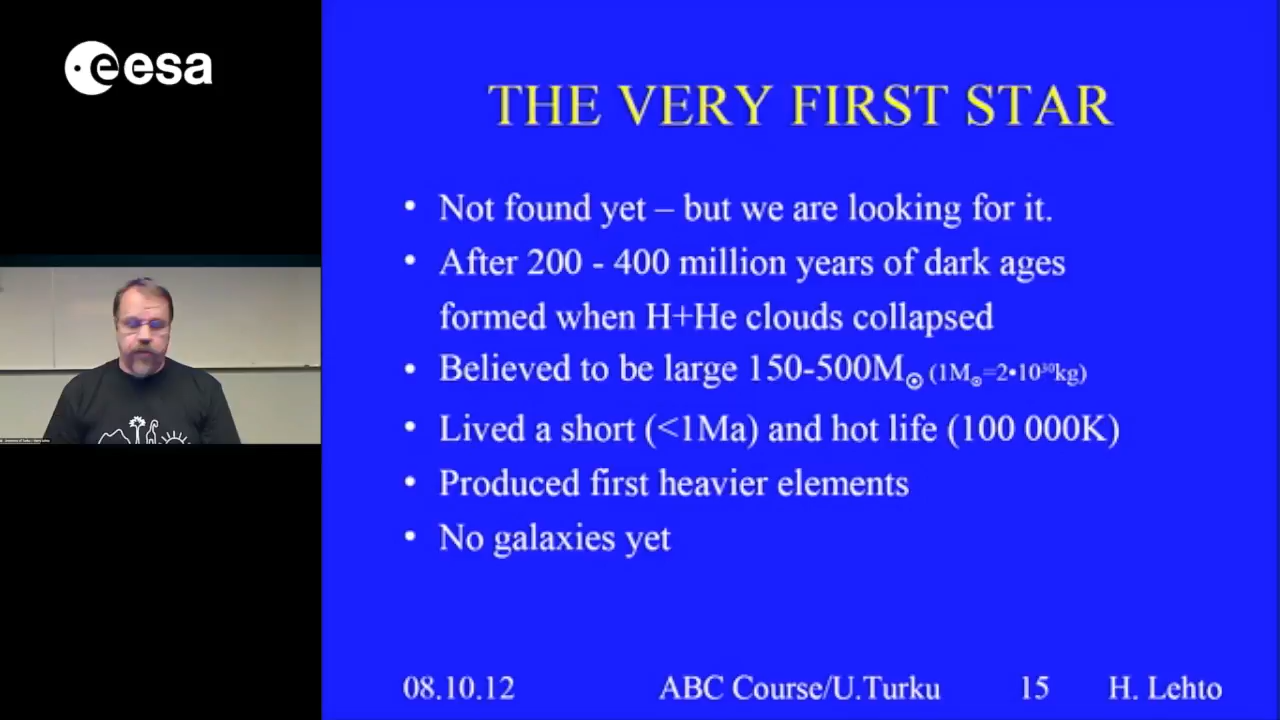 esa
THE VERY FIRST STAR
• Not found yet – but we are looking for it.
• After 200 - 400 million years of dark ages
formed when H+He clouds collapsed
• Believed to be large 150-500M☉ (1M☉=2•10³⁰kg)
• Lived a short (<1Ma) and hot life (100 000K)
• Produced first heavier elements
• No galaxies yet
08.10.12 ABC Course/U.Turku 15 H. Lehto